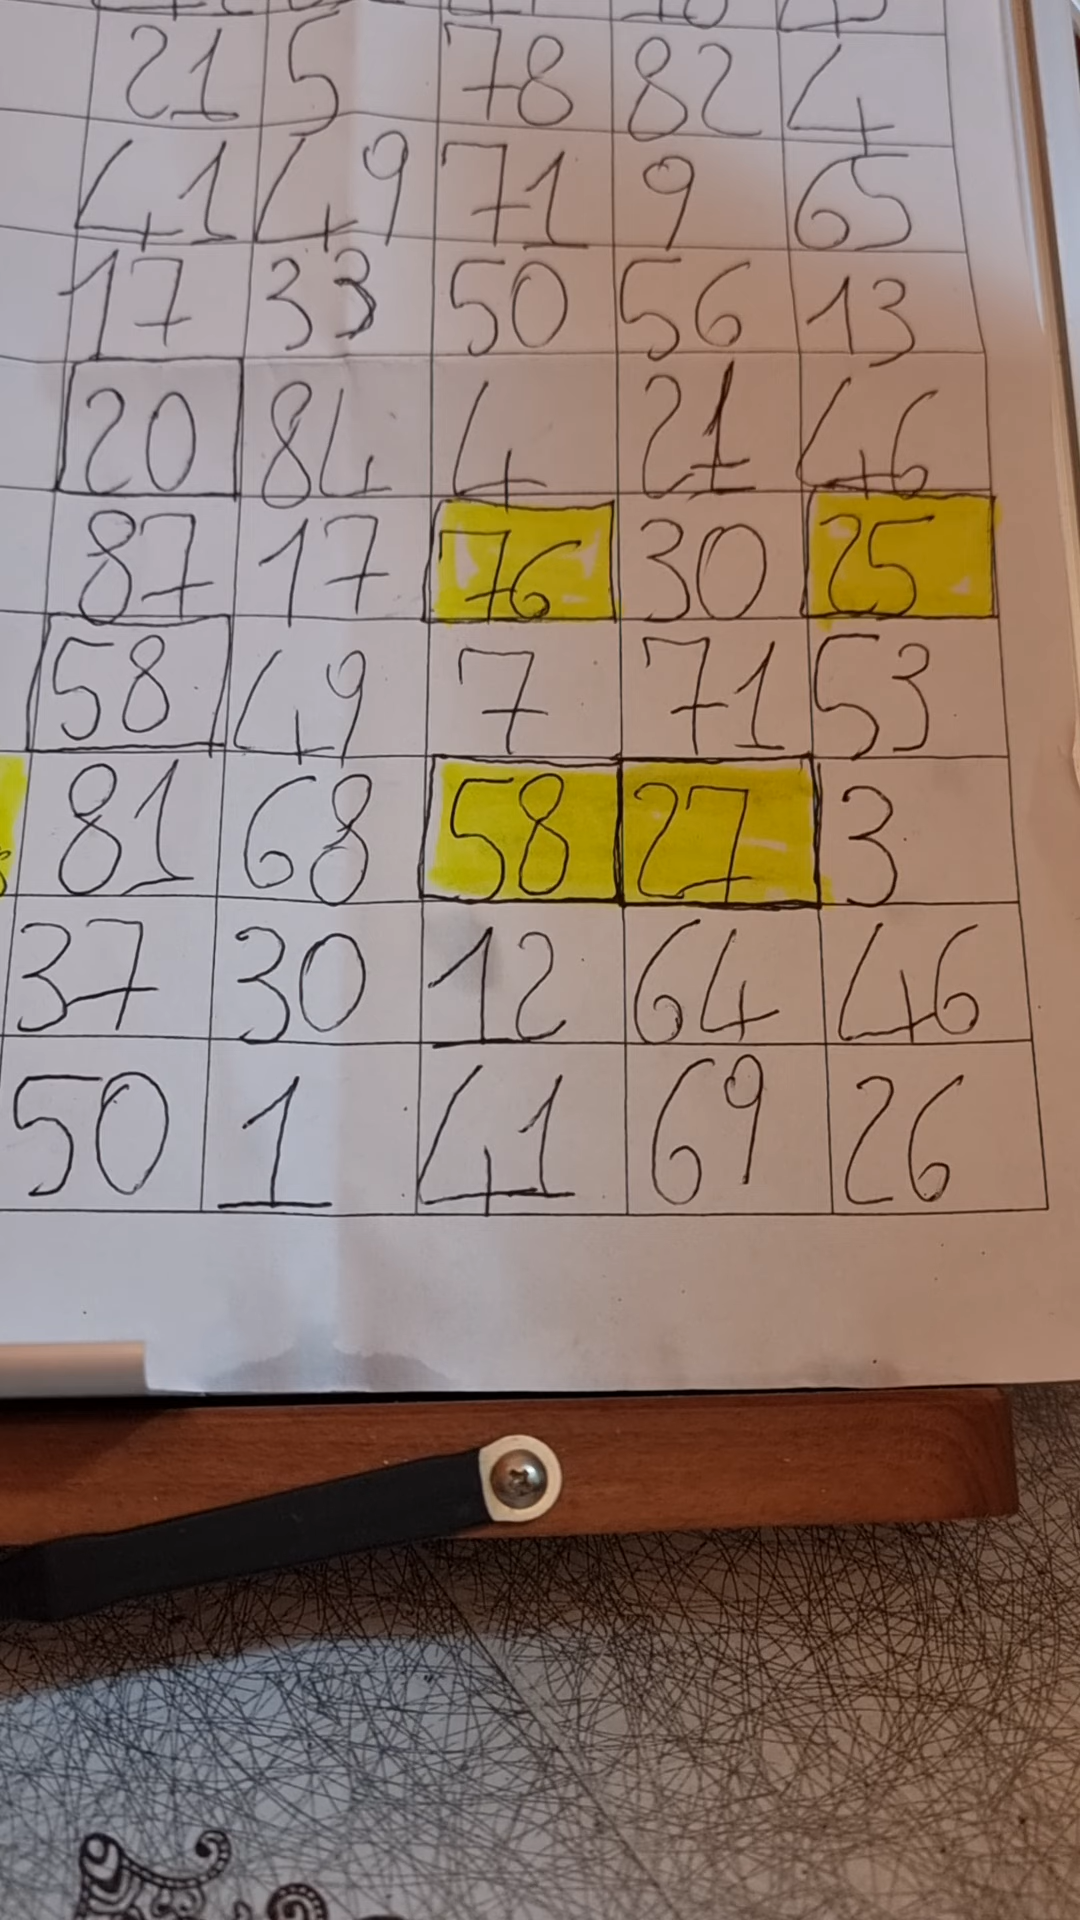 21 5 78 82 4
41 49 71 9 65
17 33 50 56 13
20 84 4 21 46
87 17 76 30 25
58 49 7 71 53
81 68 58 27 3
37 30 12 64 46
50 1 41 69 26